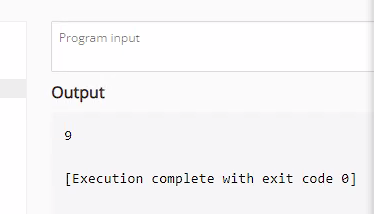 Program input
Output
9
[Execution complete with exit code 0]